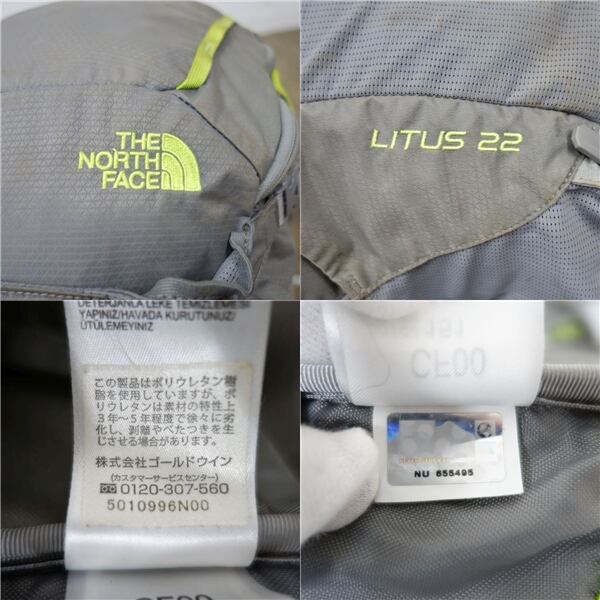 THE
NORTH
FACE
LITUS 22
DETERJANLA LEKE TEMİZLEMESİ
YAPINIZ/HAVADA KURUTUNUZ/
ÜTÜLEMEYİNİZ
この製品はポリウレタン樹
脂を使用していますが、ポ
リウレタンは素材の特性上
3年～5年程度で徐々に劣
化し、剥離やべたつきを生
じさせる場合があります。
株式会社ゴールドウイン
(カスタマーサービスセンター)
0120-307-560
5010996N00
CF00
CF00
NU 655495